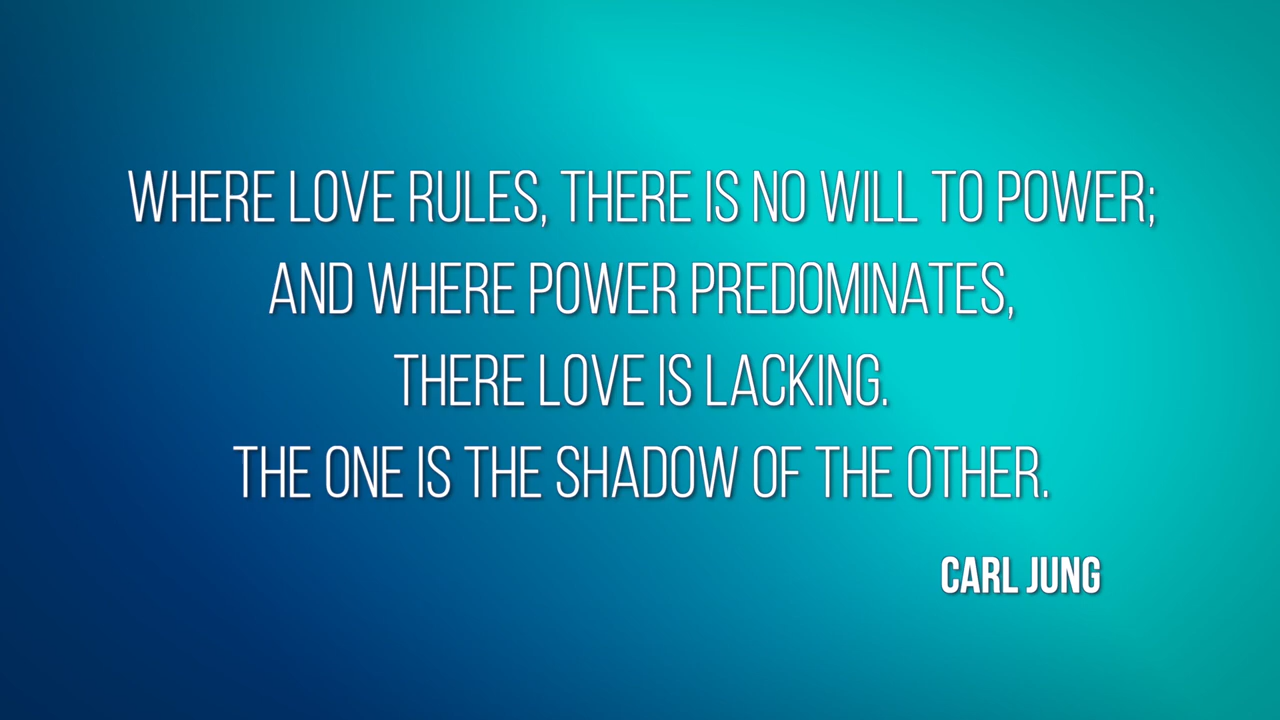 WHERE LOVE RULES, THERE IS NO WILL TO POWER;
AND WHERE POWER PREDOMINATES,
THERE LOVE IS LACKING.
THE ONE IS THE SHADOW OF THE OTHER.
CARL JUNG